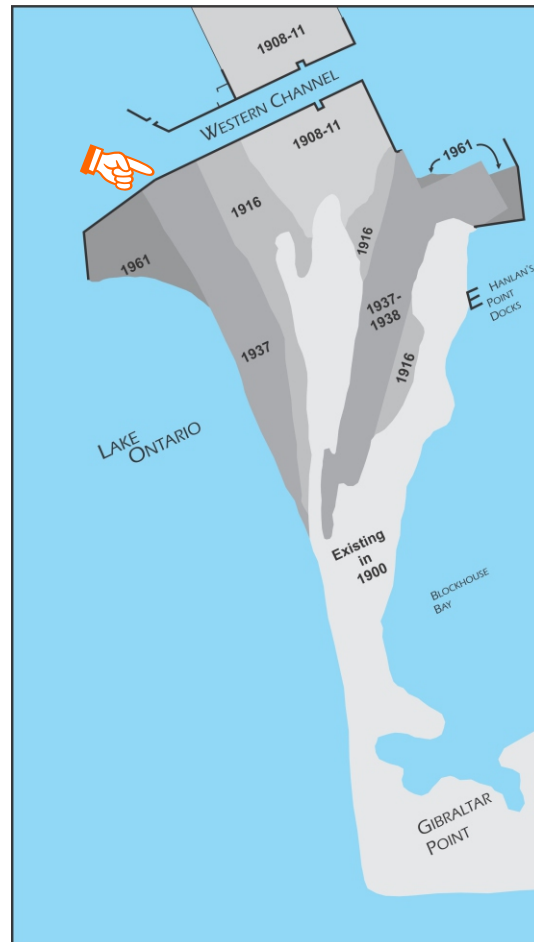 1908-11
WESTERN CHANNEL
1908-11
1961
1916
1916
1961
HANLAN'S
POINT
DOCKS
1937-
1938
1937
1916
LAKE
ONTARIO
Existing
in
1900
BLOCKHOUSE
BAY
GIBRALTAR
POINT